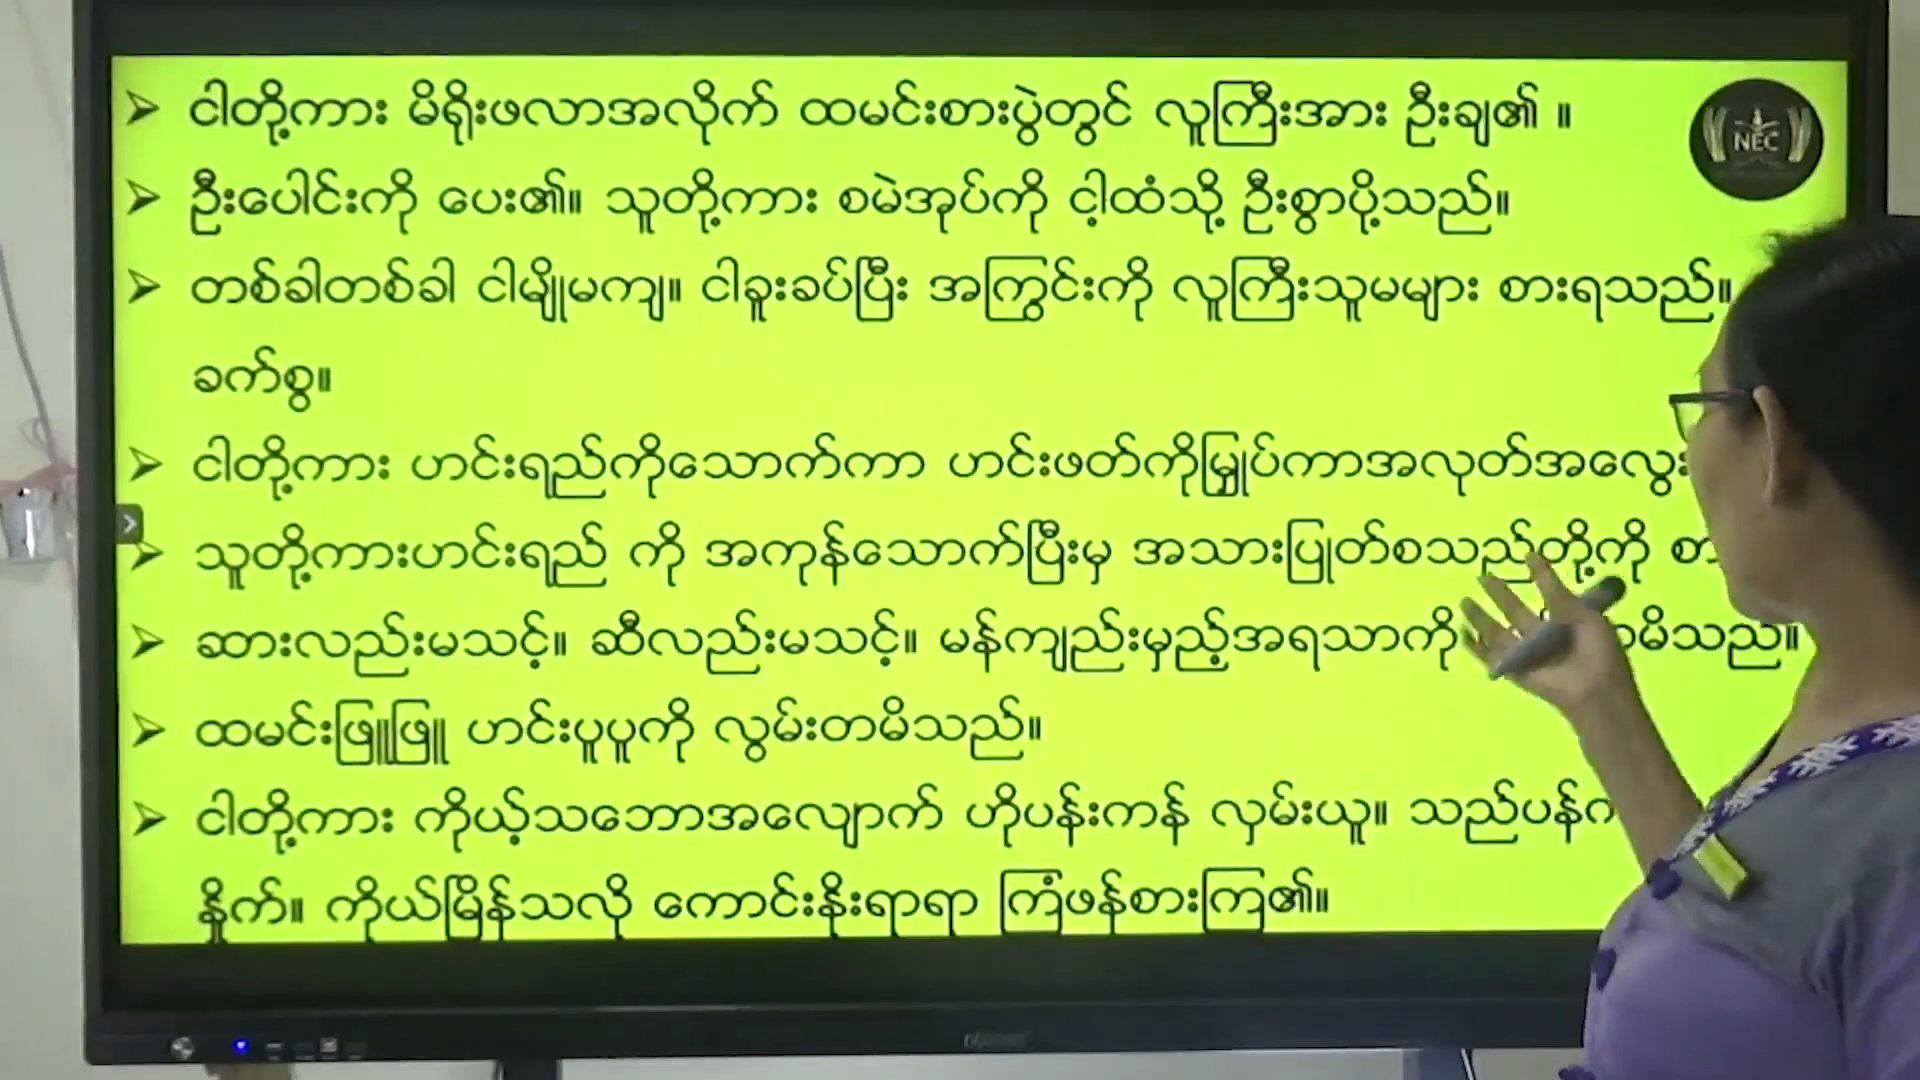 ➢ ငါတို့ကား မိရိုးဖလာအလိုက် ထမင်းစားပွဲတွင် လူကြီးအား ဦးချ၏ ။
NEC
➢ ဦးပေါင်းကို ပေး၏။ သူတို့ကား စမဲအုပ်ကို ငါ့ထံသို့ ဦးစွာပို့သည်။
➢ တစ်ခါတစ်ခါ ငါမျိုမကျ။ ငါခူးခပ်ပြီး အကြွင်းကို လူကြီးသူမများ စားရသည်။
ခက်စွ။
➢ ငါတို့ကား ဟင်းရည်ကိုသောက်ကာ ဟင်းဖတ်ကိုမြှုပ်ကာအလုတ်အလွေး
➢ သူတို့ကားဟင်းရည် ကို အကုန်သောက်ပြီးမှ အသားပြုတ်စသည်တို့ကို
➢ ဆားလည်းမသင့်။ ဆီလည်းမသင့်။ မန်ကျည်းမှည့်အရသာကို
➢ ထမင်းဖြူဖြူ ဟင်းပူပူကို လွမ်းတမိသည်။
➢ ငါတို့ကား ကိုယ့်သဘောအလျောက် ဟိုပန်းကန် လှမ်းယူ။
နှိုက်။ ကိုယ်မြိန်သလို ကောင်းနိုးရာရာ ကြံဖန်စားကြ၏။